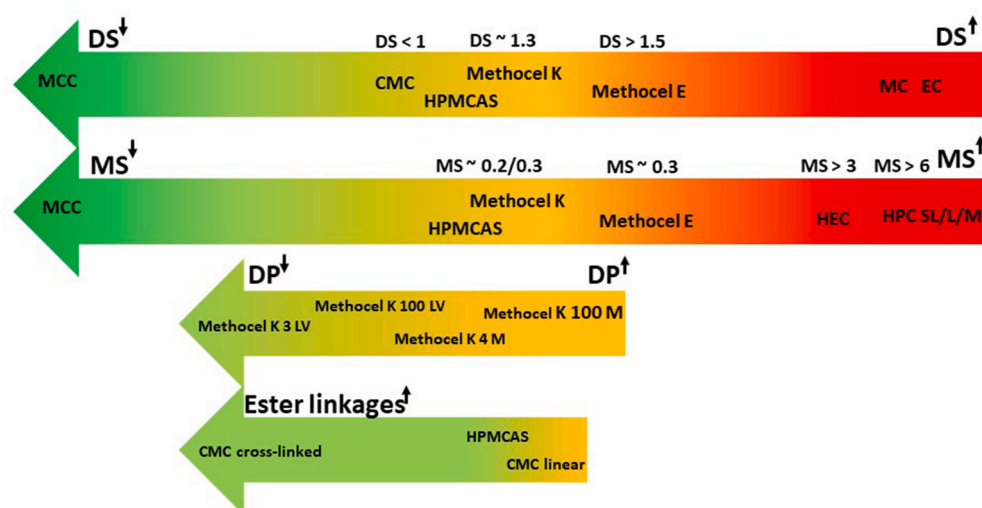 DS↓ DS < 1 DS ~ 1.3 DS > 1.5 DS↑
MCC CMC Methocel K HPMCAS Methocel E MC EC
MS↓ MS ~ 0.2/0.3 MS ~ 0.3 MS > 3 MS > 6 MS↑
MCC Methocel K HPMCAS Methocel E HEC HPC SL/L/M
DP↓ DP↑
Methocel K 3 LV Methocel K 100 LV Methocel K 4 M Methocel K 100 M
Ester linkages↑
CMC cross-linked HPMCAS CMC linear